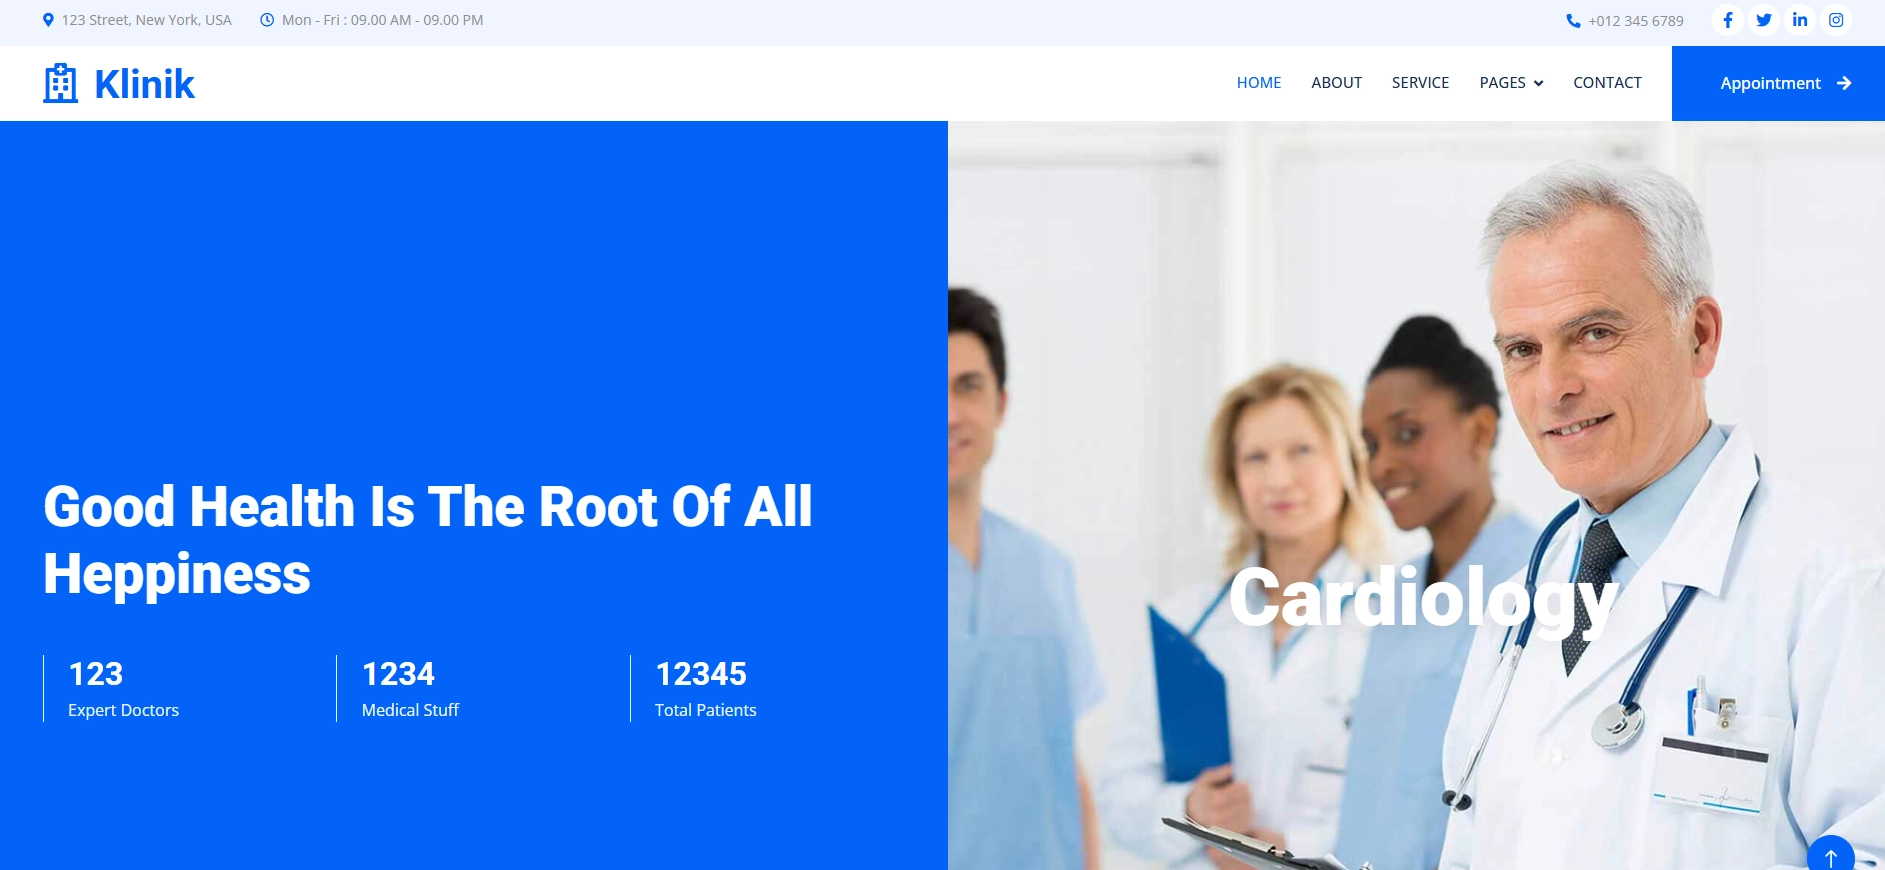 123 Street, New York, USA
Mon - Fri : 09.00 AM - 09.00 PM
+012 345 6789
Klinik
HOME
ABOUT
SERVICE
PAGES
CONTACT
Appointment
Good Health Is The Root Of All
Heppiness
123
Expert Doctors
1234
Medical Stuff
12345
Total Patients
Cardiology